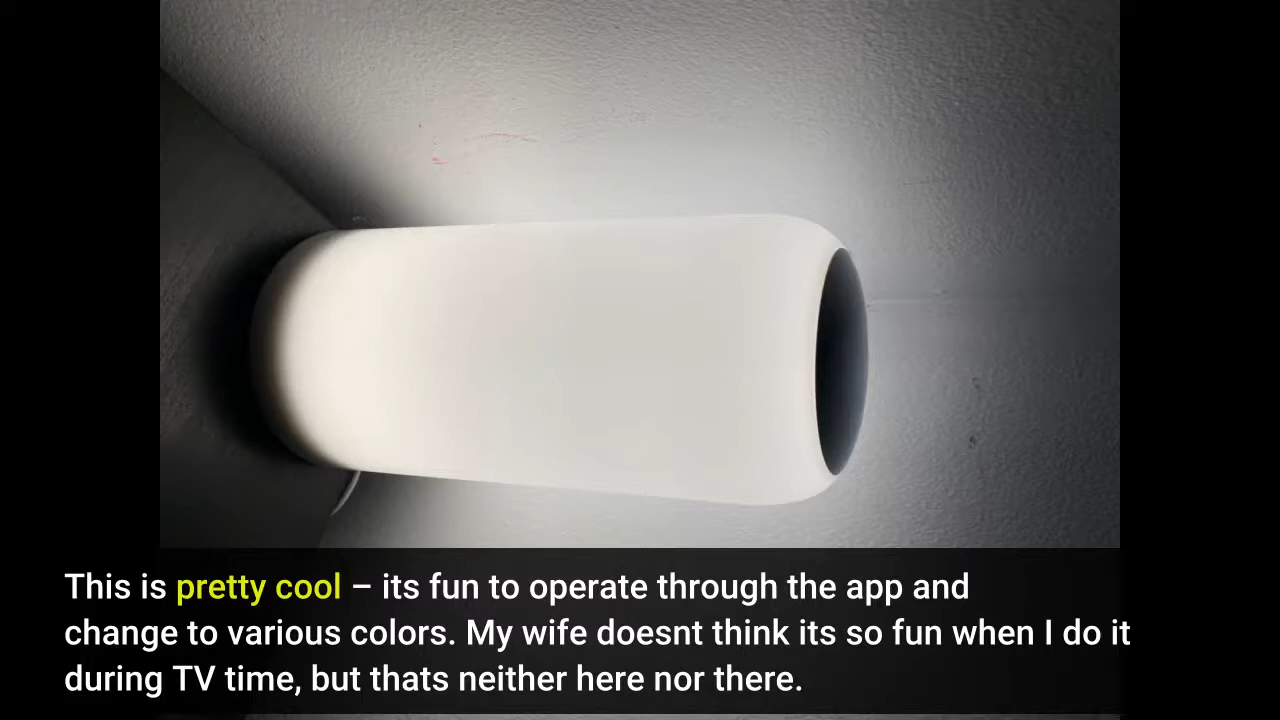 This is pretty cool – its fun to operate through the app and
change to various colors. My wife doesnt think its so fun when I do it
during TV time, but thats neither here nor there.